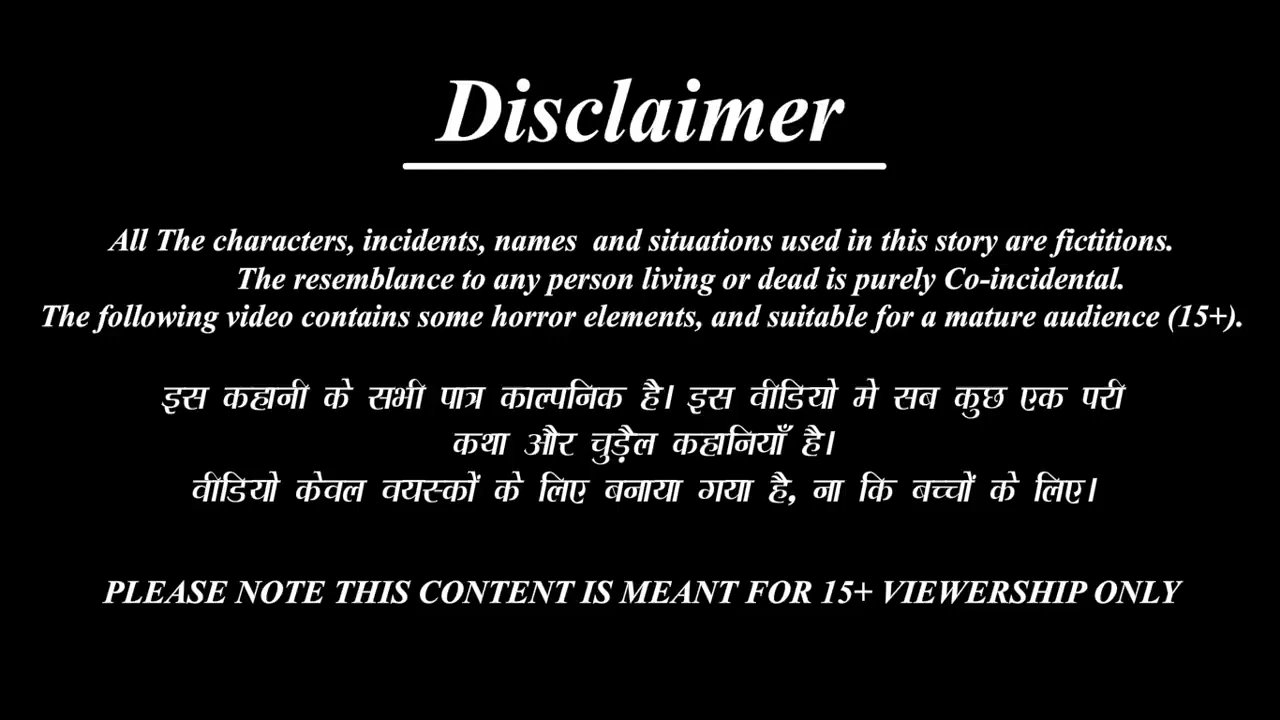 Disclaimer
All The characters, incidents, names and situations used in this story are fictitions.
The resemblance to any person living or dead is purely Co-incidental.
The following video contains some horror elements, and suitable for a mature audience (15+).
इस कहानी के सभी पात्र काल्पनिक है। इस वीडियो मे सब कुछ एक परी
कथा और चुड़ैल कहानियाँ है।
वीडियो केवल वयस्कों के लिए बनाया गया है, ना कि बच्चों के लिए।
PLEASE NOTE THIS CONTENT IS MEANT FOR 15+ VIEWERSHIP ONLY